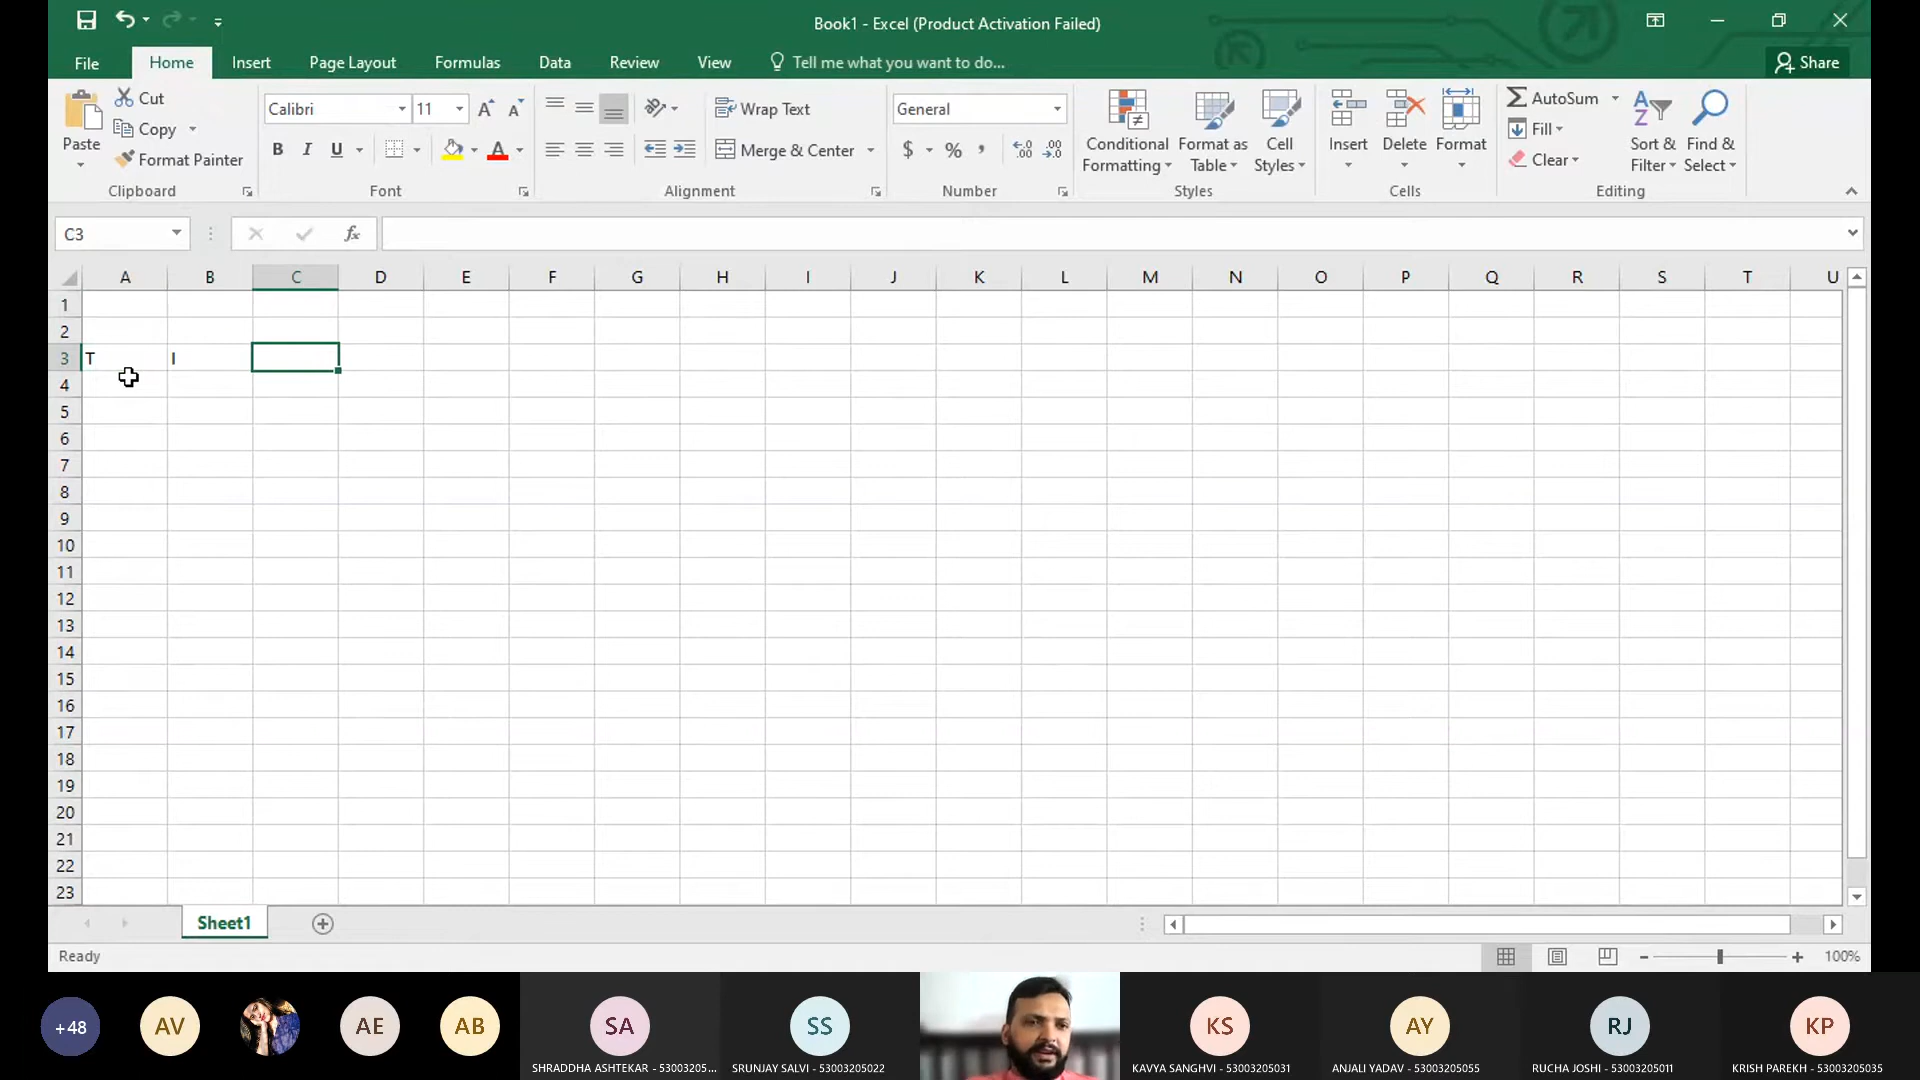 Book1 - Excel (Product Activation Failed)
File Home Insert Page Layout Formulas Data Review View Tell me what you want to do... Share
Paste
Cut
Copy
Format Painter
Clipboard
Calibri 11
B I U
Font
Wrap Text
Merge & Center
Alignment
General
$ % ,
Number
Conditional Formatting
Format as Table
Cell Styles
Styles
Insert Delete Format
Cells
AutoSum
Fill
Clear
Sort & Filter
Find & Select
Editing
C3 fx
A B C D E F G H I J K L M N O P Q R S T U
1
2
3 T I
4
5
6
7
8
9
10
11
12
13
14
15
16
17
18
19
20
21
22
23
Sheet1
Ready 100%
+48 AV AE AB SA SS KS AY RJ KP
SHRADDHA ASHTEKAR - 53003205... SRUNJAY SALVI - 53003205022 KAVYA SANGHVI - 53003205031 ANJALI YADAV - 53003205055 RUCHA JOSHI - 53003205011 KRISH PAREKH - 53003205035